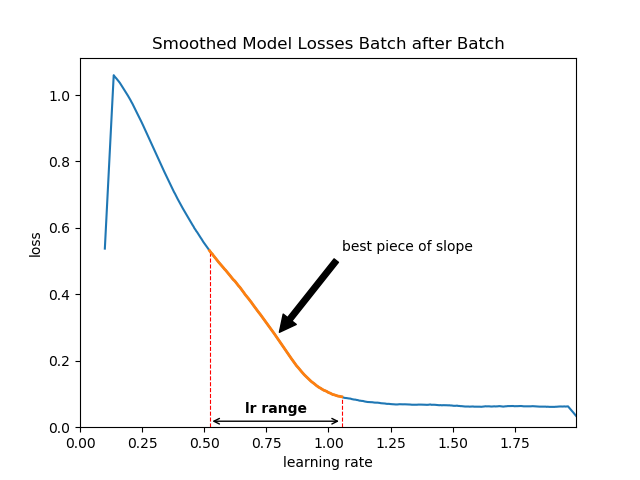 Smoothed Model Losses Batch after Batch
1.0
0.8
0.6
0.4
0.2
0.0
loss
best piece of slope
lr range
0.00 0.25 0.50 0.75 1.00 1.25 1.50 1.75
learning rate